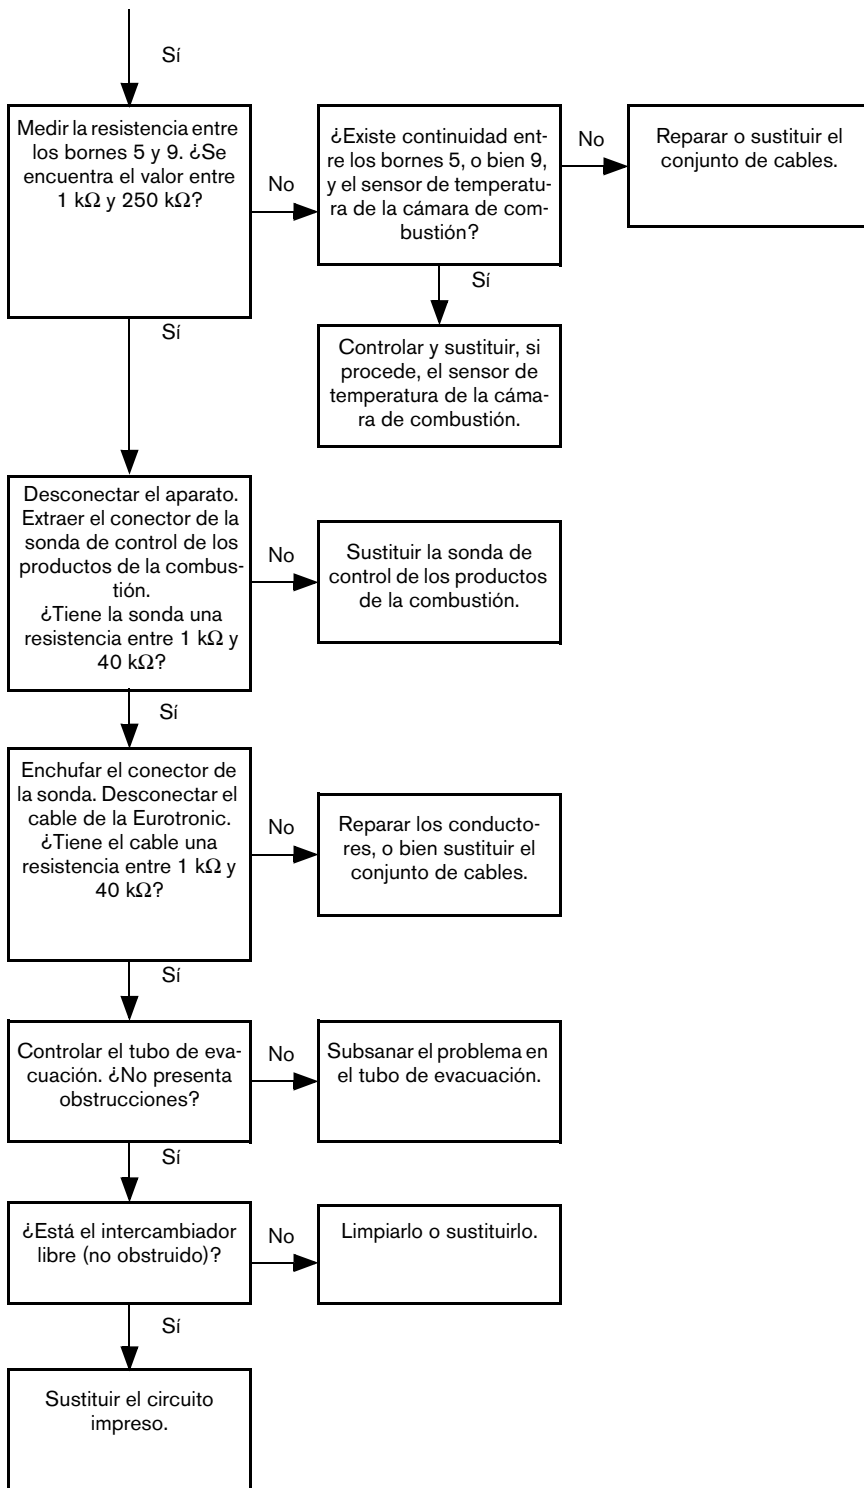 Sí
Medir la resistencia entre
los bornes 5 y 9. ¿Se
encuentra el valor entre
1 kΩ y 250 kΩ?
No
¿Existe continuidad ent-
re los bornes 5, o bien 9,
y el sensor de temperatu-
ra de la cámara de com-
bustión?
No
Reparar o sustituir el
conjunto de cables.
Sí
Controlar y sustituir, si
procede, el sensor de
temperatura de la cáma-
ra de combustión.
Sí
Desconectar el aparato.
Extraer el conector de la
sonda de control de los
productos de la combus-
tión.
¿Tiene la sonda una
resistencia entre 1 kΩ y
40 kΩ?
No
Sustituir la sonda de
control de los productos
de la combustión.
Sí
Enchufar el conector de
la sonda. Desconectar el
cable de la Eurotronic.
¿Tiene el cable una
resistencia entre 1 kΩ y
40 kΩ?
No
Reparar los conducto-
res, o bien sustituir el
conjunto de cables.
Sí
Controlar el tubo de eva-
cuación. ¿No presenta
obstrucciones?
No
Subsanar el problema en
el tubo de evacuación.
Sí
¿Está el intercambiador
libre (no obstruido)?
No
Limpiarlo o sustituirlo.
Sí
Sustituir el circuito
impreso.